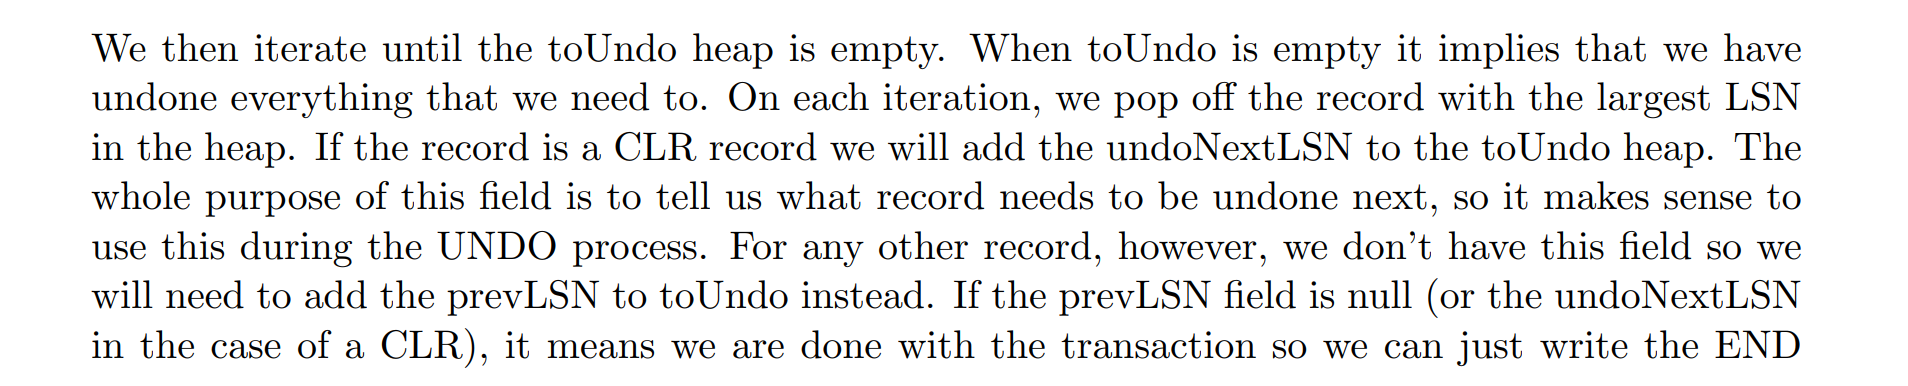 We then iterate until the toUndo heap is empty. When toUndo is empty it implies that we have
undone everything that we need to. On each iteration, we pop off the record with the largest LSN
in the heap. If the record is a CLR record we will add the undoNextLSN to the toUndo heap. The
whole purpose of this field is to tell us what record needs to be undone next, so it makes sense to
use this during the UNDO process. For any other record, however, we don’t have this field so we
will need to add the prevLSN to toUndo instead. If the prevLSN field is null (or the undoNextLSN
in the case of a CLR), it means we are done with the transaction so we can just write the END